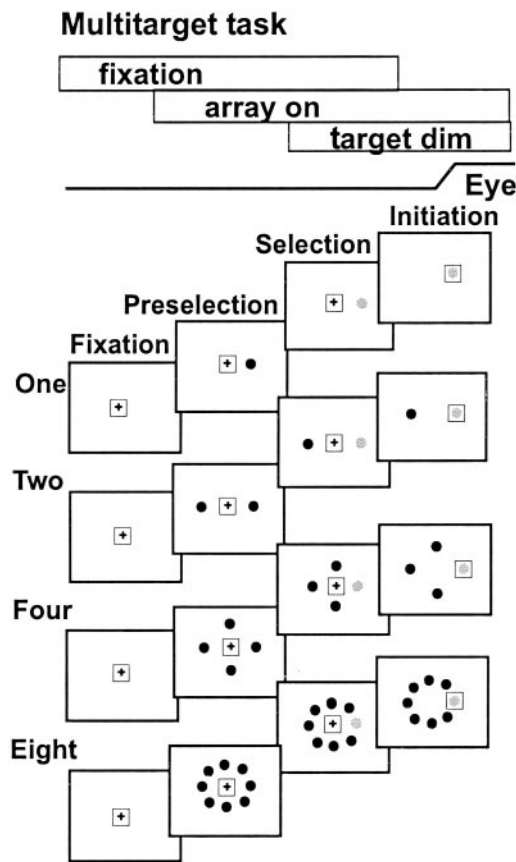 Multitarget task
fixation
array on
target dim
Eye
Initiation
Selection
Preselection
Fixation
One
Two
Four
Eight